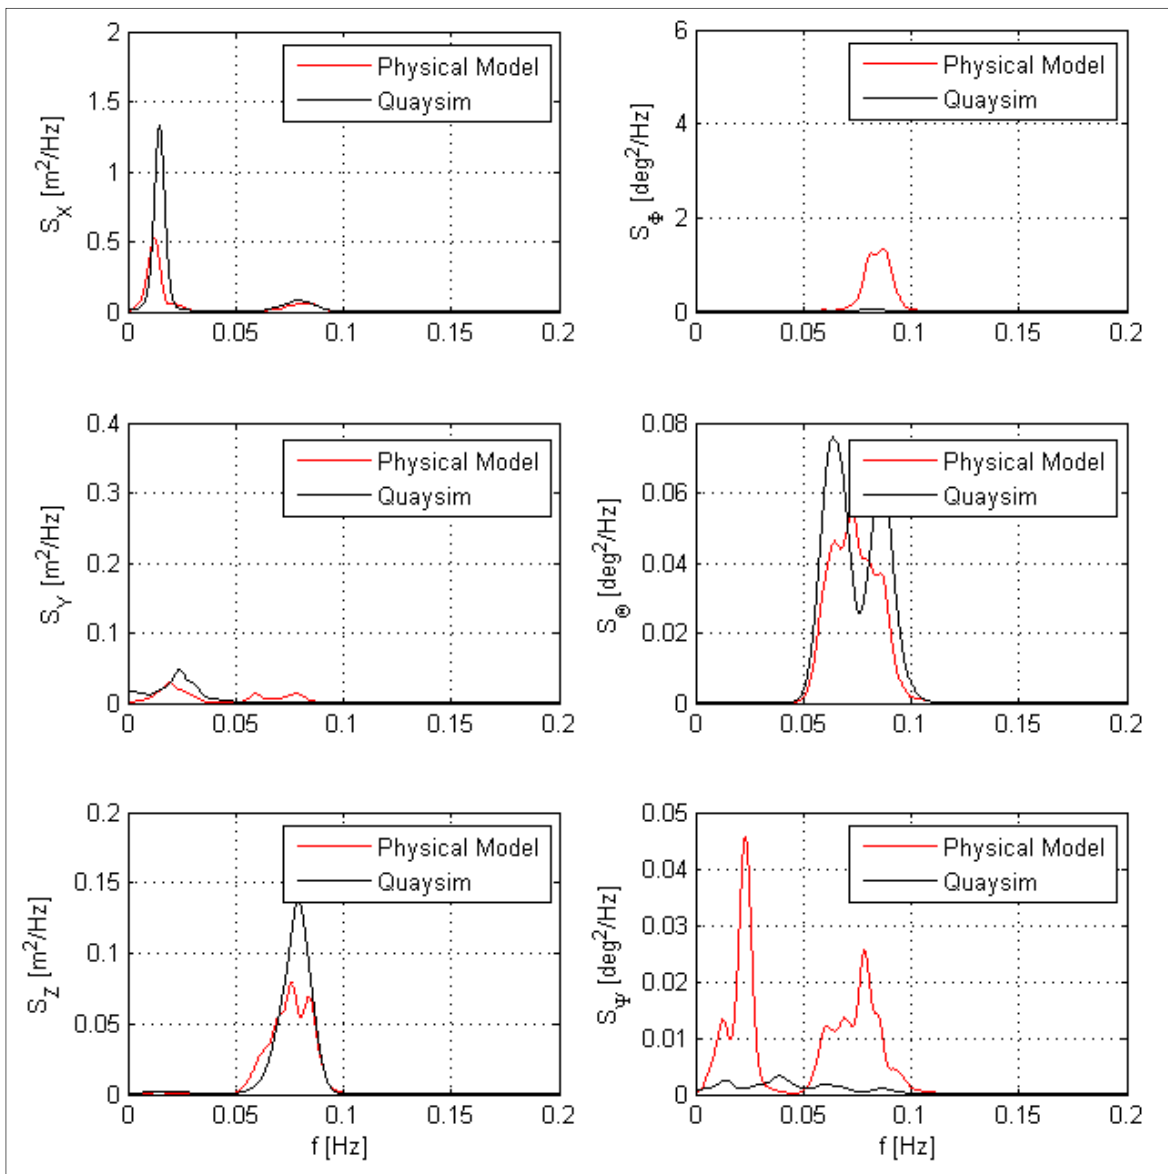 2
1.5
1
0.5
0
S_X [m²/Hz]
Physical Model
Quaysim
0 0.05 0.1 0.15 0.2
6
4
2
0
S_Φ [deg²/Hz]
Physical Model
Quaysim
0 0.05 0.1 0.15 0.2
0.4
0.3
0.2
0.1
0
S_Y [m²/Hz]
Physical Model
Quaysim
0 0.05 0.1 0.15 0.2
0.08
0.06
0.04
0.02
0
S_Θ [deg²/Hz]
Physical Model
Quaysim
0 0.05 0.1 0.15 0.2
0.2
0.15
0.1
0.05
0
S_Z [m²/Hz]
Physical Model
Quaysim
0 0.05 0.1 0.15 0.2
f [Hz]
0.05
0.04
0.03
0.02
0.01
0
S_Ψ [deg²/Hz]
Physical Model
Quaysim
0 0.05 0.1 0.15 0.2
f [Hz]